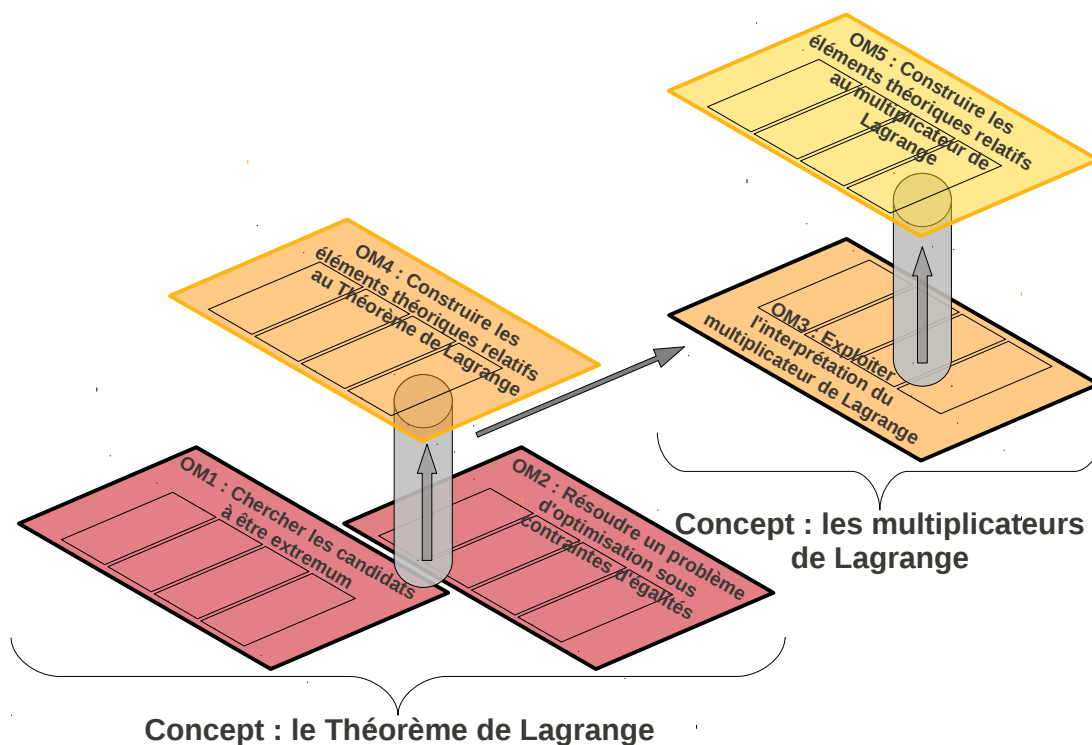 OM5 : Construire les
éléments théoriques relatifs
au multiplicateur de
Lagrange
OM4 : Construire les
éléments théoriques relatifs
au Théorème de Lagrange
OM3 : Exploiter
l'interprétation du
multiplicateur de Lagrange
OM1 : Chercher les candidats
à être extremum
OM2 : Résoudre un problème
d'optimisation sous
contraintes d'égalités
Concept : les multiplicateurs
de Lagrange
Concept : le Théorème de Lagrange